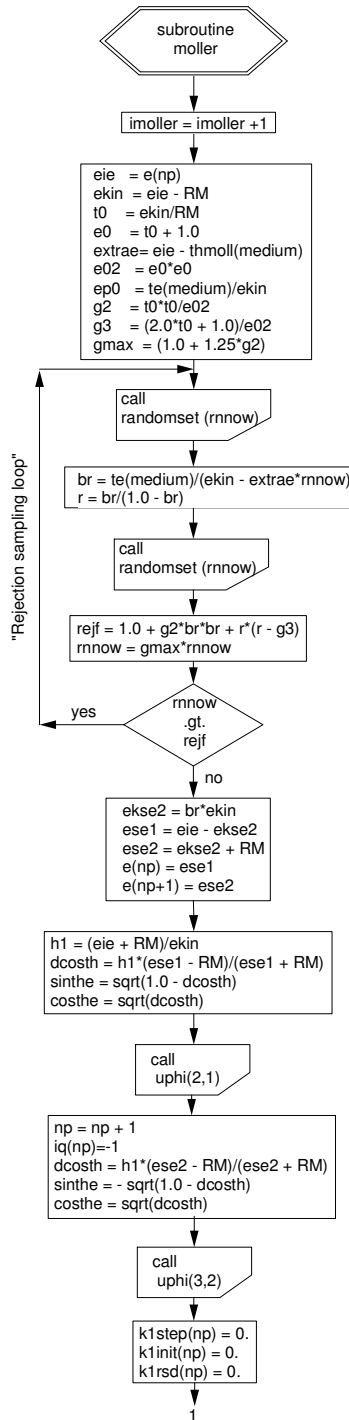 subroutine
moller
imoller = imoller +1
eie = e(np)
ekin = eie - RM
t0 = ekin/RM
e0 = t0 + 1.0
extrae= eie - thmoll(medium)
e02 = e0*e0
ep0 = te(medium)/ekin
g2 = t0*t0/e02
g3 = (2.0*t0 + 1.0)/e02
gmax = (1.0 + 1.25*g2)
"Rejection sampling loop"
call
randomset (rnnow)
br = te(medium)/(ekin - extrae*rnnow)
r = br/(1.0 - br)
call
randomset (rnnow)
rejf = 1.0 + g2*br*br + r*(r - g3)
rnnow = gmax*rnnow
yes
rnnow
.gt.
rejf
no
ekse2 = br*ekin
ese1 = eie - ekse2
ese2 = ekse2 + RM
e(np) = ese1
e(np+1) = ese2
h1 = (eie + RM)/ekin
dcosth = h1*(ese1 - RM)/(ese1 + RM)
sinthe = sqrt(1.0 - dcosth)
costhe = sqrt(dcosth)
call
uphi(2,1)
np = np + 1
iq(np)=-1
dcosth = h1*(ese2 - RM)/(ese2 + RM)
sinthe = - sqrt(1.0 - dcosth)
costhe = sqrt(dcosth)
call
uphi(3,2)
k1step(np) = 0.
k1init(np) = 0.
k1rsd(np) = 0.
1